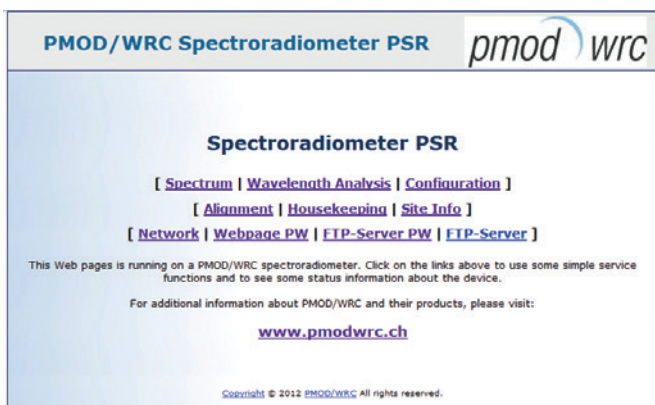 PMOD/WRC Spectroradiometer PSR
pmod wrc
Spectroradiometer PSR
[ Spectrum | Wavelength Analysis | Configuration ]
[ Alignment | Housekeeping | Site Info ]
[ Network | Webpage PW | FTP-Server PW | FTP-Server ]
This Web pages is running on a PMOD/WRC spectroradiometer. Click on the links above to use some simple service
functions and to see some status information about the device.
For additional information about PMOD/WRC and their products, please visit:
www.pmodwrc.ch
Copyright © 2012 PMOD/WRC All rights reserved.